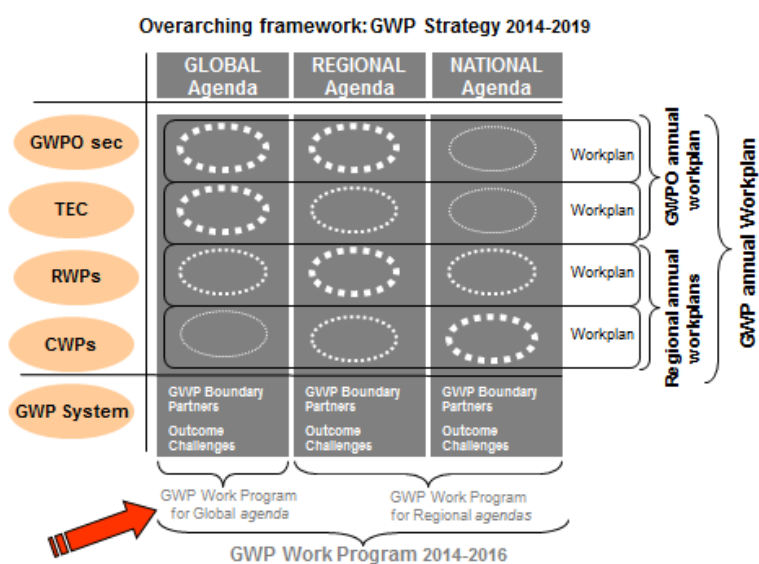 Overarching framework: GWP Strategy 2014-2019
GLOBAL
Agenda
REGIONAL
Agenda
NATIONAL
Agenda
GWPO sec
Workplan
TEC
Workplan
RWPs
Workplan
CWPs
Workplan
GWPO annual
workplan
Regional annual
workplans
GWP annual Workplan
GWP System
GWP Boundary
Partners
Outcome
Challenges
GWP Boundary
Partners
Outcome
Challenges
GWP Boundary
Partners
Outcome
Challenges
GWP Work Program
for Global agenda
GWP Work Program
for Regional agendas
GWP Work Program 2014-2016